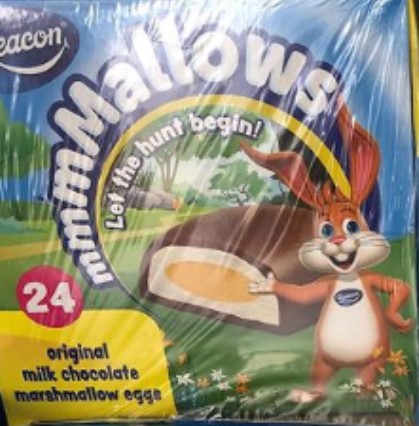 eacon
mmmMallows
Let the hunt begin!
24
original
milk chocolate
marshmallow eggs